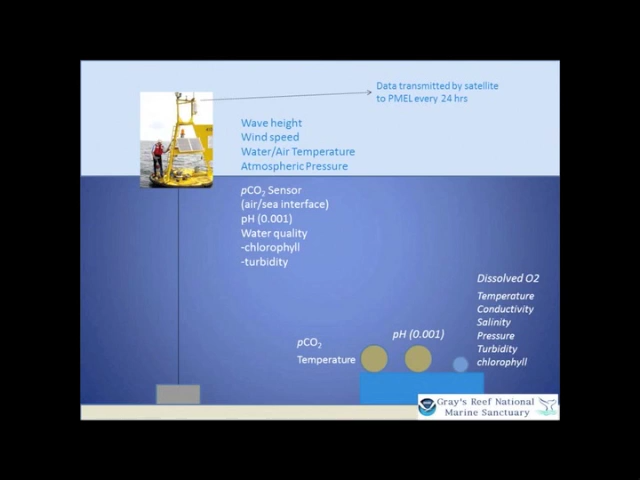 Data transmitted by satellite
to PMEL every 24 hrs
Wave height
Wind speed
Water/Air Temperature
Atmospheric Pressure
pCO₂ Sensor
(air/sea interface)
pH (0.001)
Water quality
-chlorophyll
-turbidity
Dissolved O2
Temperature
Conductivity
Salinity
Pressure
Turbidity
chlorophyll
pH (0.001)
pCO₂
Temperature
Gray's Reef National
Marine Sanctuary